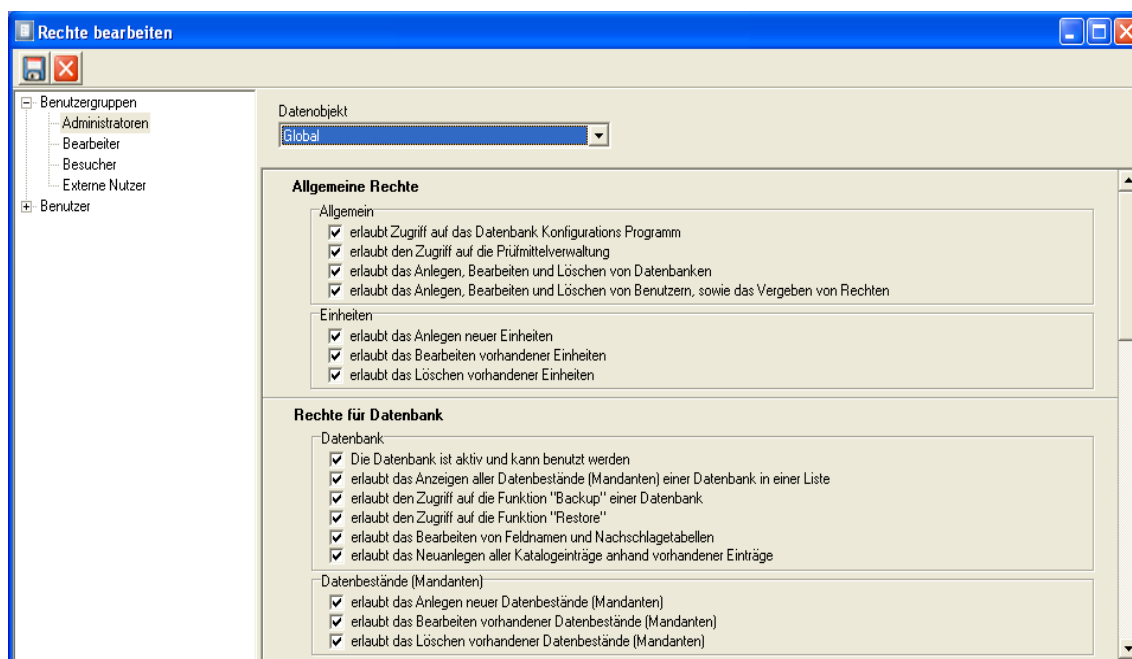 Rechte bearbeiten
Benutzergruppen
Administratoren
Bearbeiter
Besucher
Externe Nutzer
Benutzer
Datenobjekt
Global
Allgemeine Rechte
Allgemein
erlaubt Zugriff auf das Datenbank Konfigurations Programm
erlaubt den Zugriff auf die Prüfmittelverwaltung
erlaubt das Anlegen, Bearbeiten und Löschen von Datenbanken
erlaubt das Anlegen, Bearbeiten und Löschen von Benutzern, sowie das Vergeben von Rechten
Einheiten
erlaubt das Anlegen neuer Einheiten
erlaubt das Bearbeiten vorhandener Einheiten
erlaubt das Löschen vorhandener Einheiten
Rechte für Datenbank
Datenbank
Die Datenbank ist aktiv und kann benutzt werden
erlaubt das Anzeigen aller Datenbestände (Mandanten) einer Datenbank in einer Liste
erlaubt den Zugriff auf die Funktion "Backup" einer Datenbank
erlaubt den Zugriff auf die Funktion "Restore"
erlaubt das Bearbeiten von Feldnamen und Nachschlagetabellen
erlaubt das Neuanlegen aller Katalogeinträge anhand vorhandener Einträge
Datenbestände (Mandanten)
erlaubt das Anlegen neuer Datenbestände (Mandanten)
erlaubt das Bearbeiten vorhandener Datenbestände (Mandanten)
erlaubt das Löschen vorhandener Datenbestände (Mandanten)